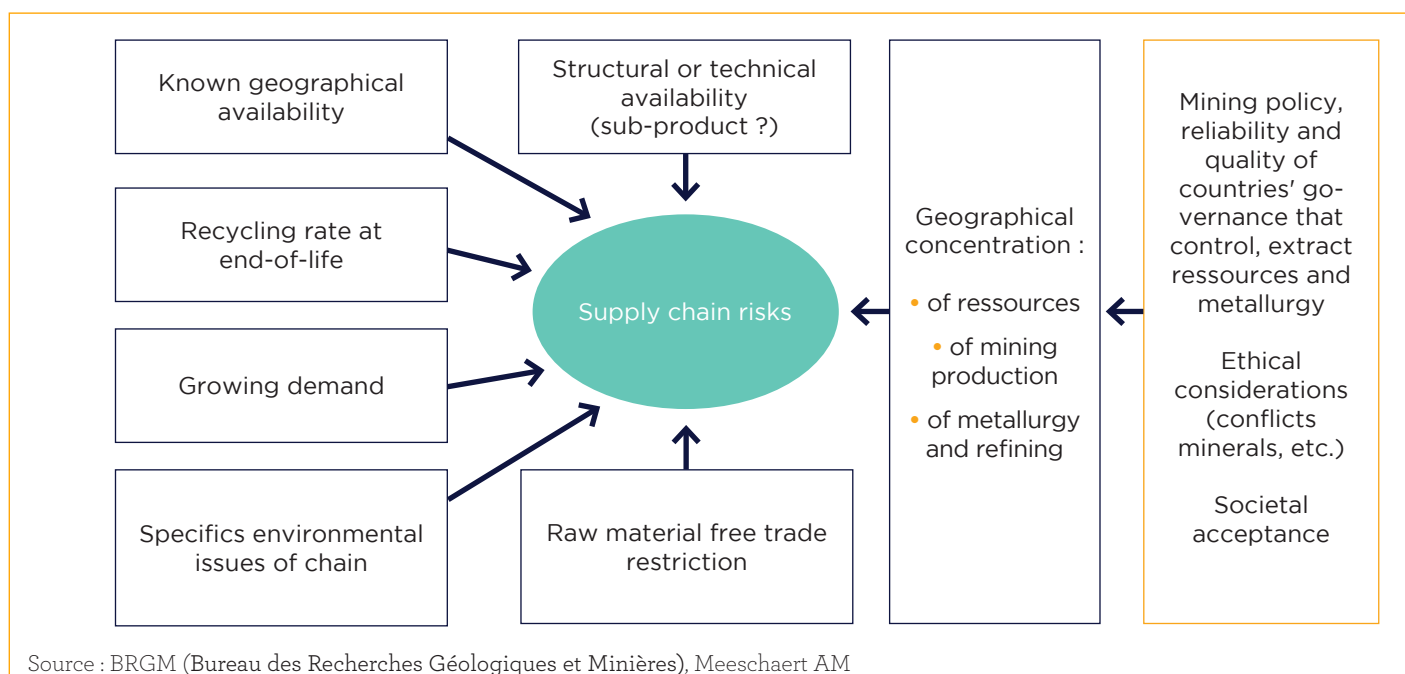 Known geographical
availability
Structural or technical
availability
(sub-product ?)
Recycling rate at
end-of-life
Growing demand
Specifics environmental
issues of chain
Supply chain risks
Raw material free trade
restriction
Geographical
concentration :
• of ressources
• of mining
production
• of metallurgy
and refining
Mining policy,
reliability and
quality of
countries' go-
vernance that
control, extract
ressources and
metallurgy
Ethical
considerations
(conflicts
minerals, etc.)
Societal
acceptance
Source : BRGM (Bureau des Recherches Géologiques et Minières), Meeschaert AM